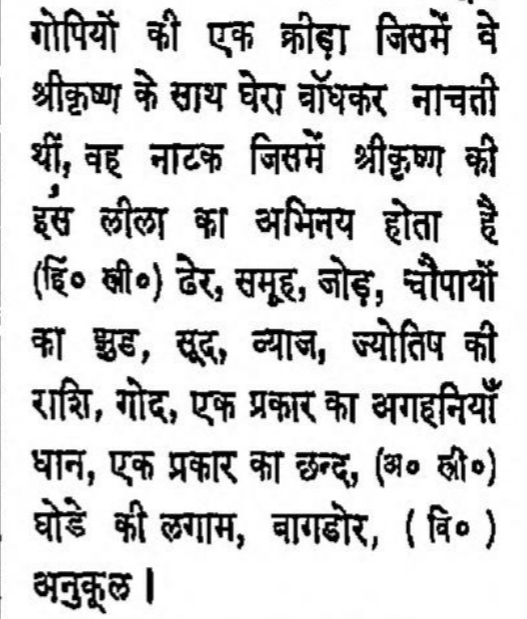 गोपियों की एक क्रीड़ा जिसमें वे
श्रीकृष्ण के साथ घेरा बॉधकर नाचती
थीं, वह नाटक जिसमें श्रीकृष्ण की
इस लीला का अभिनय होता है
(हिं० स्त्री०) ढेर, समूह, जोड़, चौपायों
का झुड, सूद, व्याज, ज्योतिष की
राशि, गोद, एक प्रकार का अगहनियाँ
धान, एक प्रकार का छन्द, (अ० स्त्री०)
घोडे की लगाम, बागडोर, ( वि० )
अनुकूल।